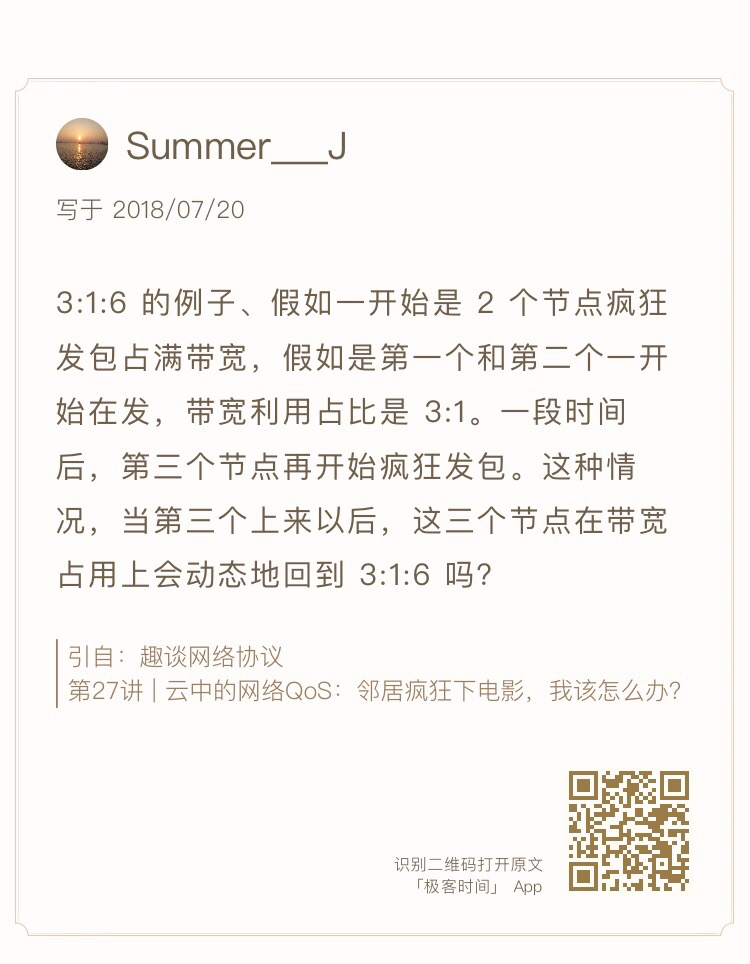 Summer___J
写于 2018/07/20
3:1:6 的例子、假如一开始是 2 个节点疯狂
发包占满带宽，假如是第一个和第二个一开
始在发，带宽利用占比是 3:1。一段时间
后，第三个节点再开始疯狂发包。这种情
况，当第三个上来以后，这三个节点在带宽
占用上会动态地回到 3:1:6 吗？
引自：趣谈网络协议
第27讲 | 云中的网络QoS：邻居疯狂下电影，我该怎么办？
识别二维码打开原文
「极客时间」 App